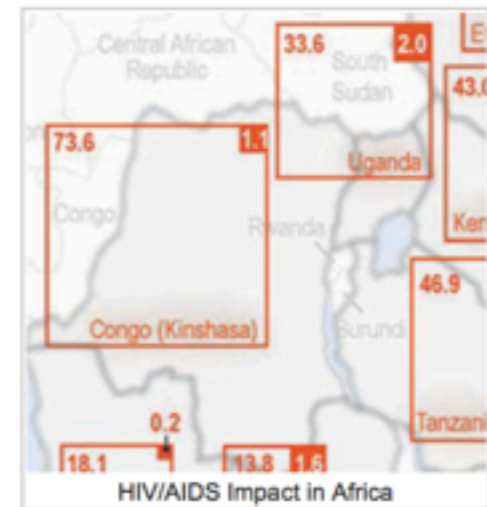 Central African
Republic
33.6
2.0
South
Sudan
E
43.0
Uganda
73.6
1.1
Congo
Rwanda
Ken
Burundi
46.9
Congo (Kinshasa)
Tanzani
0.2
18.1
13.8
1.6
HIV/AIDS Impact in Africa